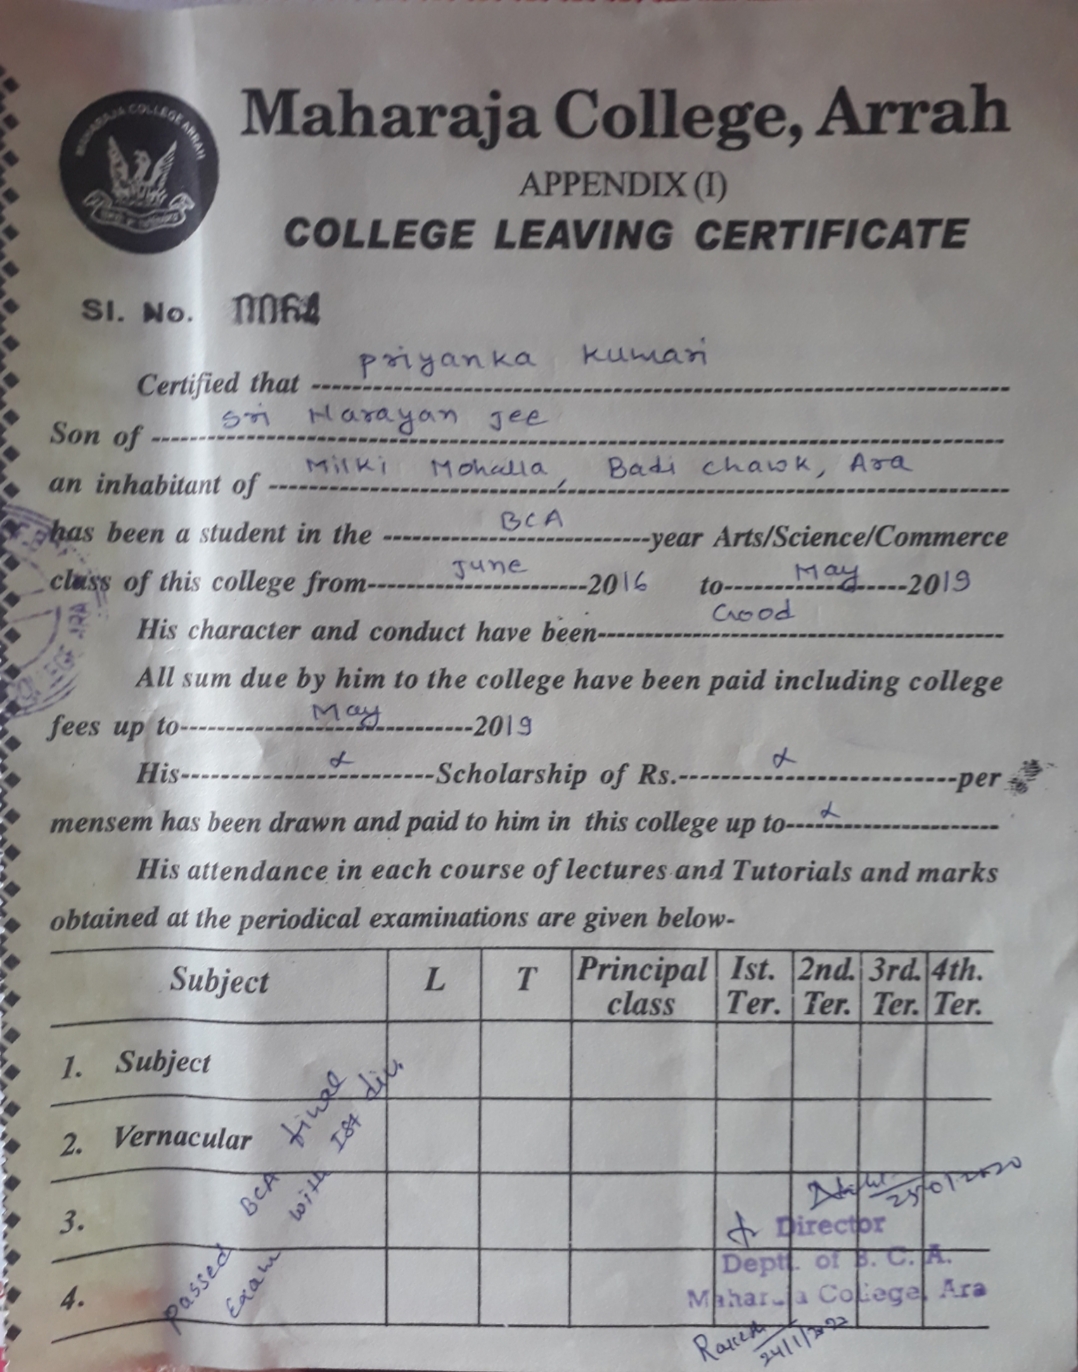 MAHARAJA COLLEGE ARRAH
Maharaja College, Arrah
APPENDIX (I)
COLLEGE LEAVING CERTIFICATE
Sl. No. 0064
Certified that Priyanka Kumari
Son of Sri Narayan Jee
an inhabitant of Milki Mohalla, Badi Chawk, Ara
has been a student in the BCA year Arts/Science/Commerce
class of this college from June 2016 to May 2019
His character and conduct have been Good
All sum due by him to the college have been paid including college
fees up to May 2019
His Scholarship of Rs. per
mensem has been drawn and paid to him in this college up to
His attendance in each course of lectures and Tutorials and marks
obtained at the periodical examinations are given below-
Subject L T Principal class Ist. Ter. 2nd. Ter. 3rd. Ter. 4th. Ter.
1. Subject
2. Vernacular
3.
4.
Passed BCA final
Exam with Ist div.
25/01/2020
Director
Deptt. of B. C. A.
Maharaja College, Ara
24/1/2022